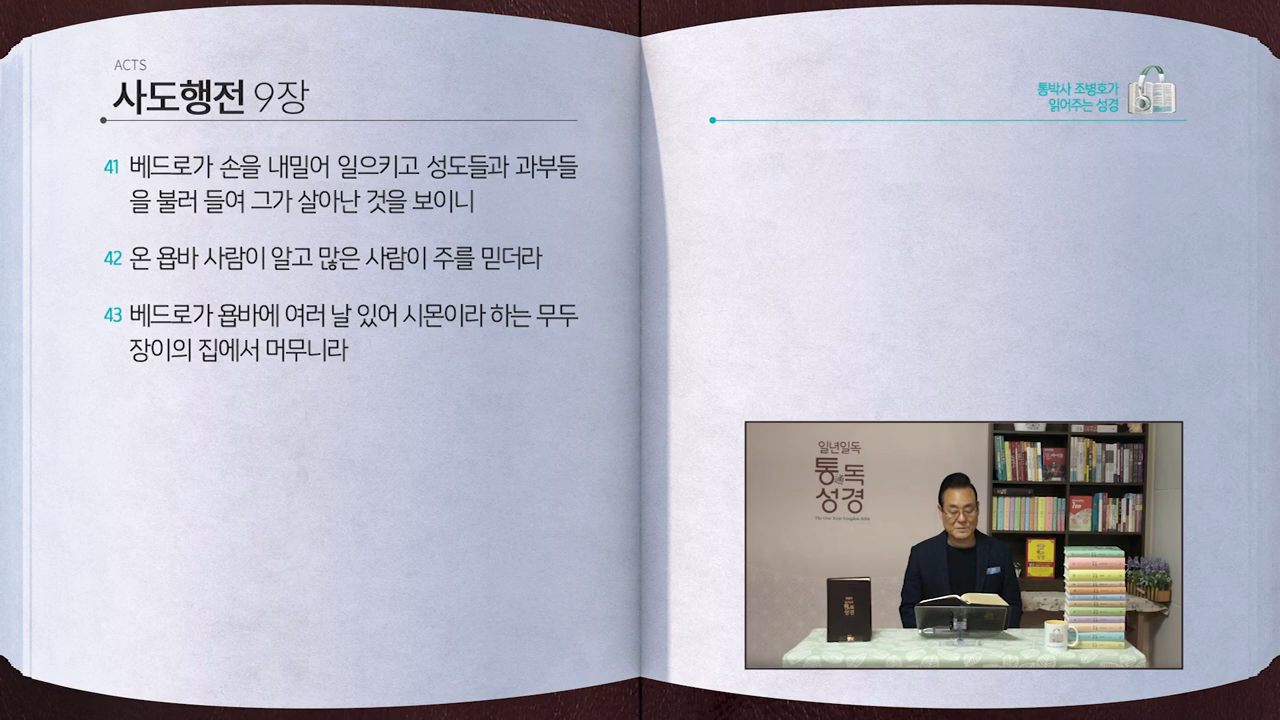 ACTS
사도행전 9장
41 베드로가 손을 내밀어 일으키고 성도들과 과부들
을 불러 들여 그가 살아난 것을 보이니
42 온 욥바 사람이 알고 많은 사람이 주를 믿더라
43 베드로가 욥바에 여러 날 있어 시몬이라 하는 무두
장이의 집에서 머무니라
통박사 조병호가
읽어주는 성경
일년일독
통독
성경